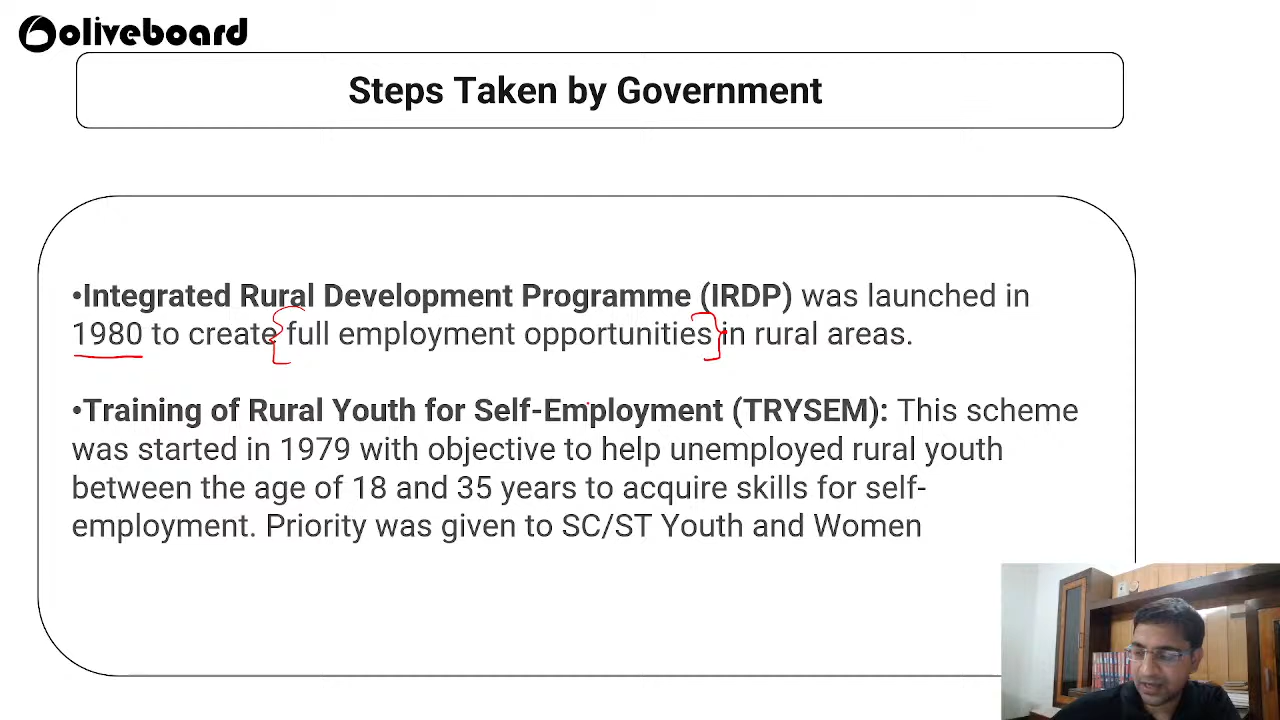 oliveboard
Steps Taken by Government
•Integrated Rural Development Programme (IRDP) was launched in
1980 to create full employment opportunities in rural areas.
•Training of Rural Youth for Self-Employment (TRYSEM): This scheme
was started in 1979 with objective to help unemployed rural youth
between the age of 18 and 35 years to acquire skills for self-
employment. Priority was given to SC/ST Youth and Women